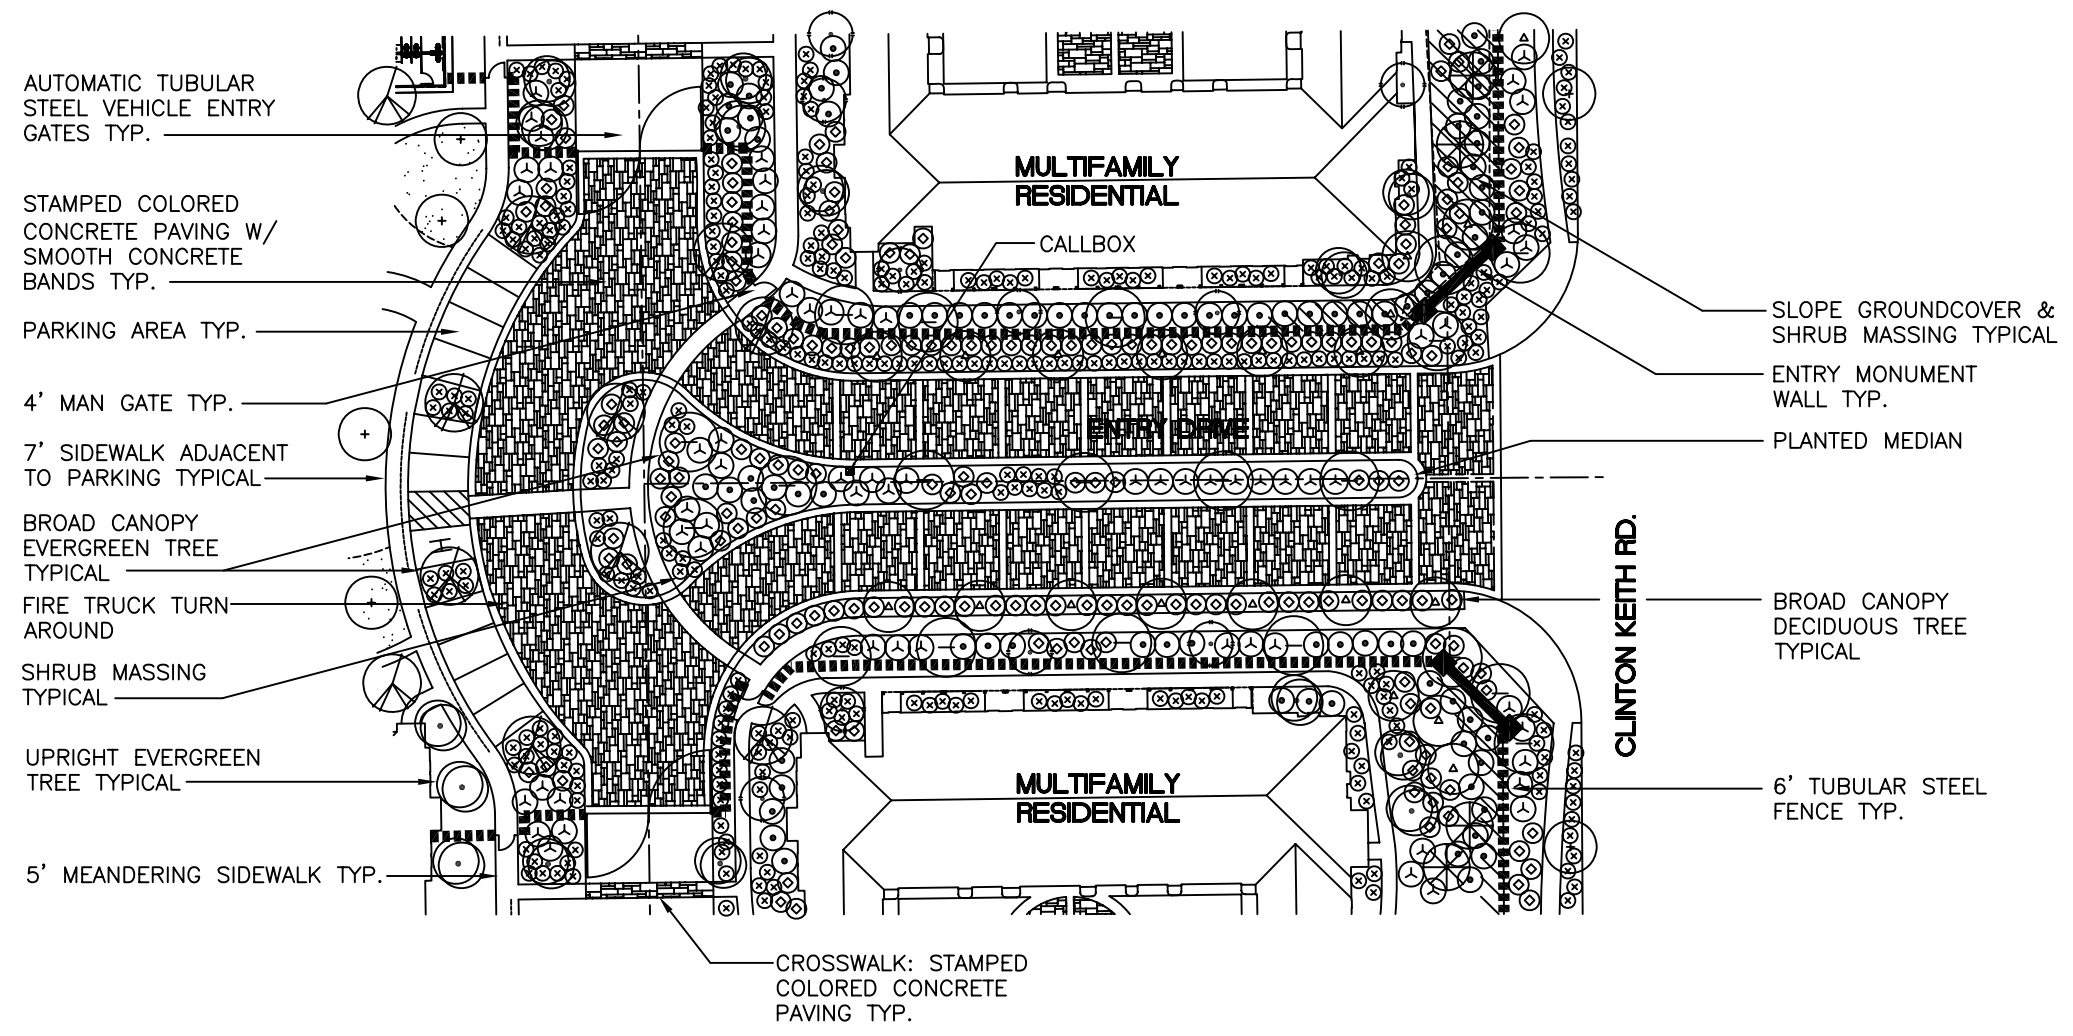 AUTOMATIC TUBULAR
STEEL VEHICLE ENTRY
GATES TYP.
STAMPED COLORED
CONCRETE PAVING W/
SMOOTH CONCRETE
BANDS TYP.
PARKING AREA TYP.
4' MAN GATE TYP.
7' SIDEWALK ADJACENT
TO PARKING TYPICAL
BROAD CANOPY
EVERGREEN TREE
TYPICAL
FIRE TRUCK TURN
AROUND
SHRUB MASSING
TYPICAL
UPRIGHT EVERGREEN
TREE TYPICAL
5' MEANDERING SIDEWALK TYP.
MULTIFAMILY
RESIDENTIAL
CALLBOX
ENTRY DRIVE
MULTIFAMILY
RESIDENTIAL
CROSSWALK: STAMPED
COLORED CONCRETE
PAVING TYP.
CLINTON KEITH RD.
SLOPE GROUNDCOVER &
SHRUB MASSING TYPICAL
ENTRY MONUMENT
WALL TYP.
PLANTED MEDIAN
BROAD CANOPY
DECIDUOUS TREE
TYPICAL
6' TUBULAR STEEL
FENCE TYP.